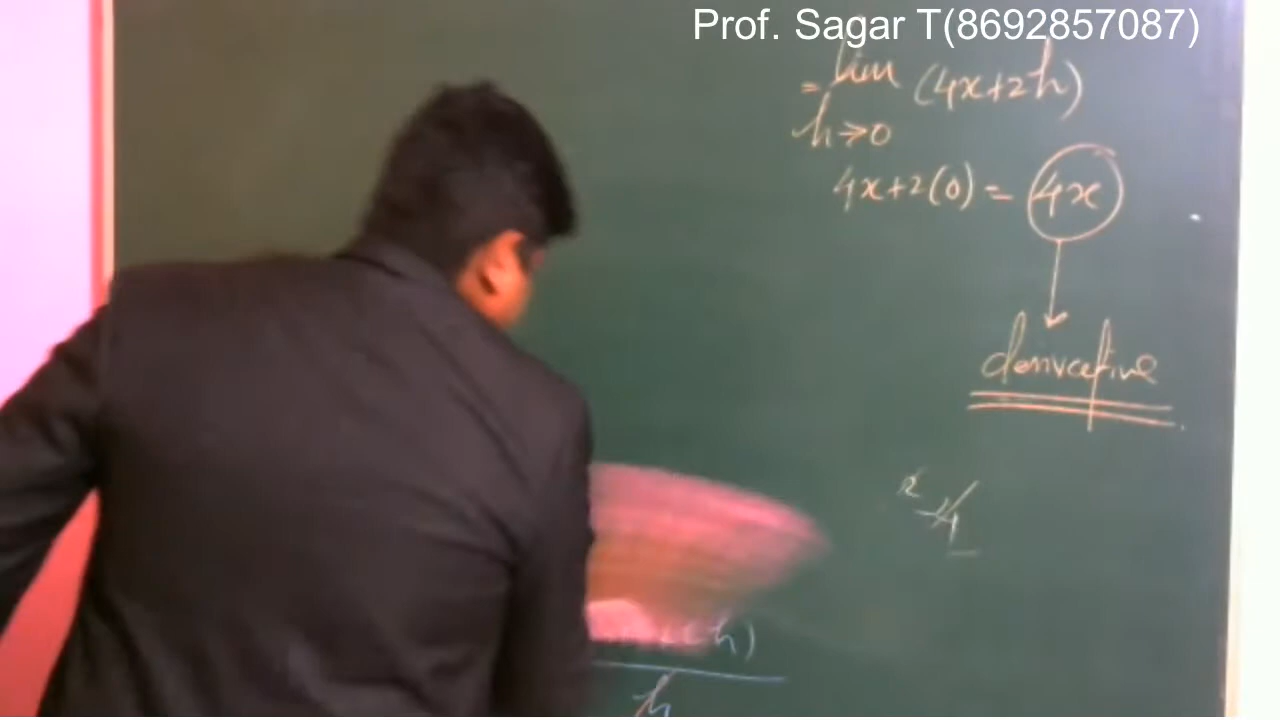 Prof. Sagar T(8692857087)
= lim (4x+2h)
h→0
4x+2(0) = 4x
derivative
h)
h